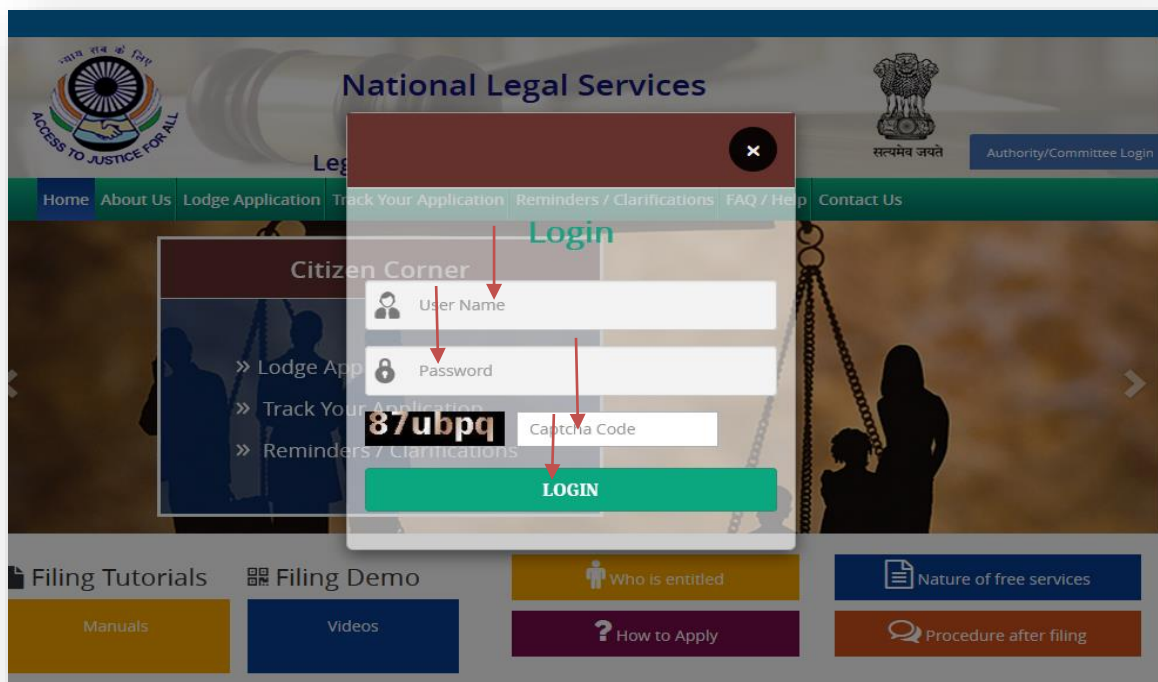 न्याय सब के लिए
ACCESS TO JUSTICE FOR ALL
National Legal Services
Leg
सत्यमेव जयते
Authority/Committee Login
×
Home About Us Lodge Application Track Your Application Reminders / Clarifications FAQ / Help Contact Us
Login
Citizen Corner
User Name
» Lodge App
Password
» Track Your Application
87ubpq Captcha Code
» Reminders / Clarifications
LOGIN
Filing Tutorials Filing Demo Who is entitled Nature of free services
Manuals Videos ? How to Apply Procedure after filing